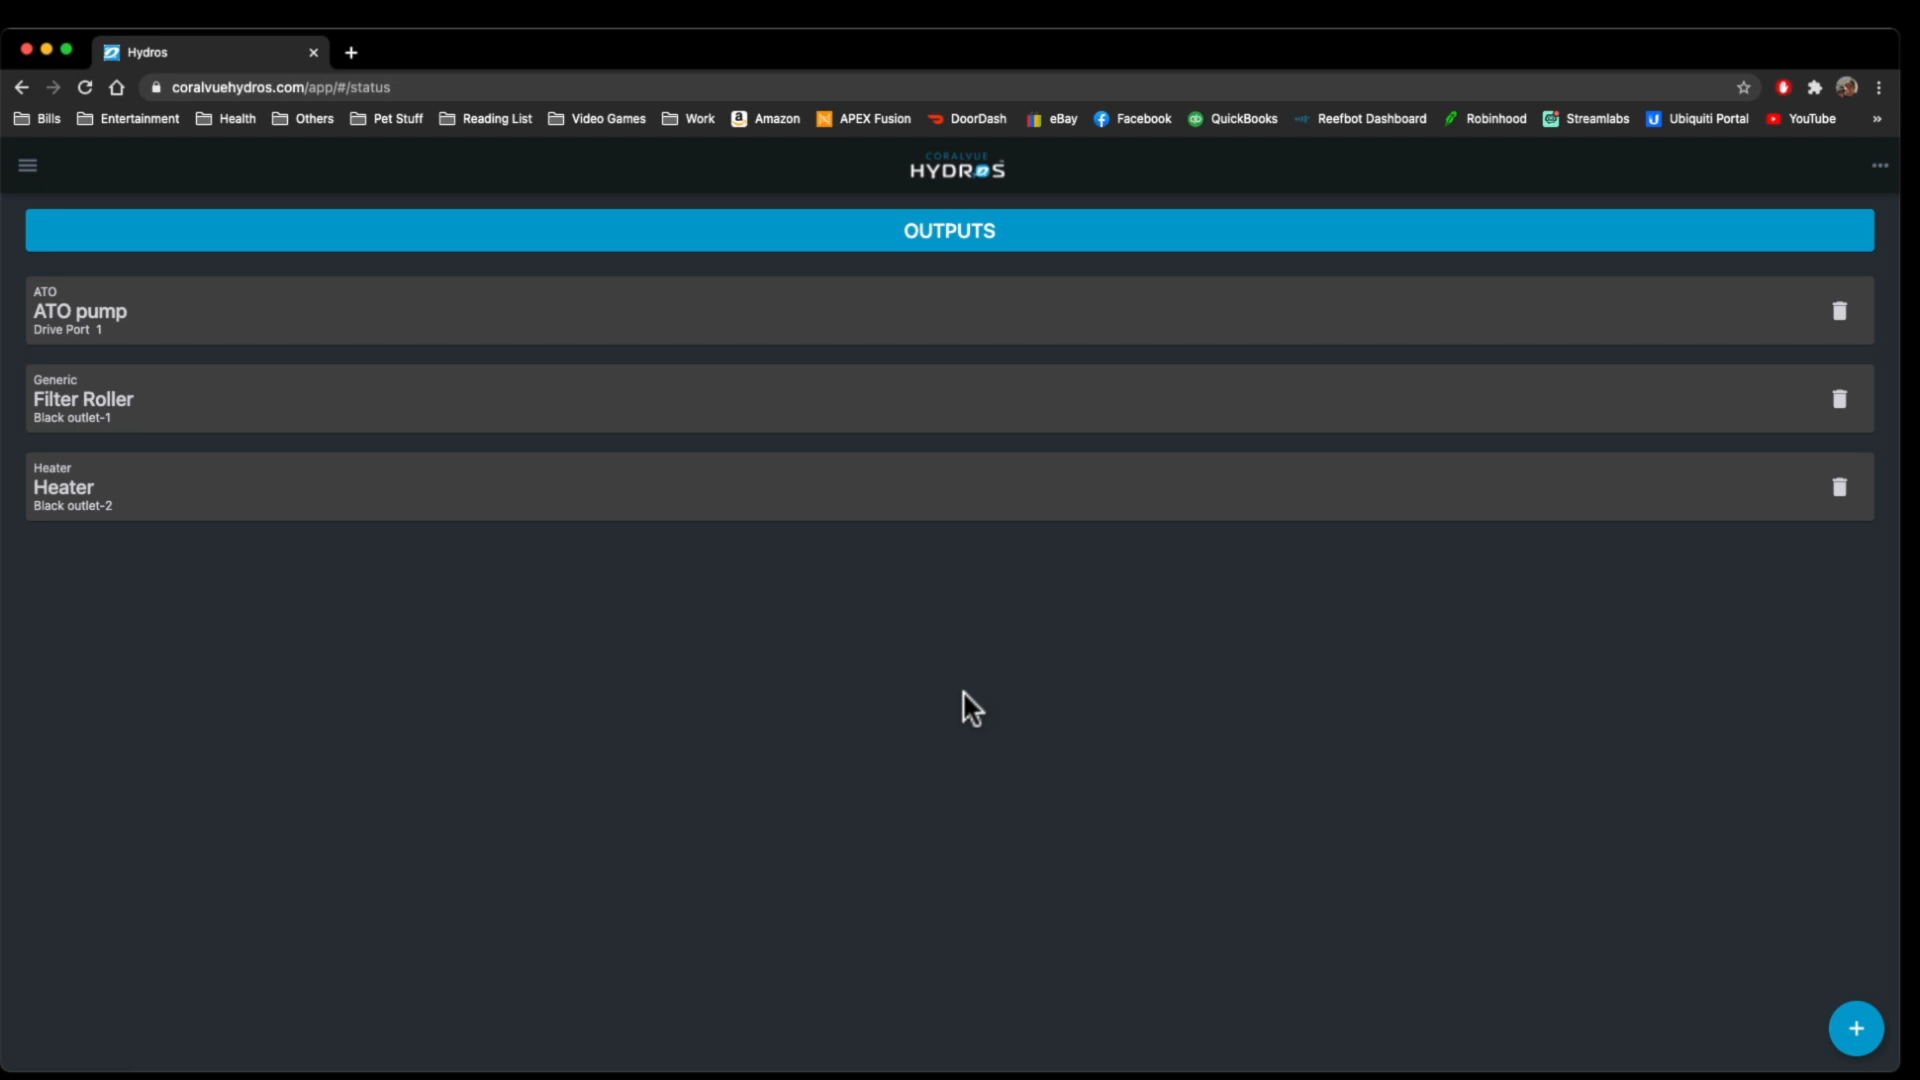 Hydros
coralvuehydros.com/app/#/status
Bills Entertainment Health Others Pet Stuff Reading List Video Games Work Amazon APEX Fusion DoorDash eBay Facebook QuickBooks Reefbot Dashboard Robinhood Streamlabs Ubiquiti Portal YouTube »
CORALVUE
HYDROS
OUTPUTS
ATO
ATO pump
Drive Port 1
Generic
Filter Roller
Black outlet-1
Heater
Heater
Black outlet-2